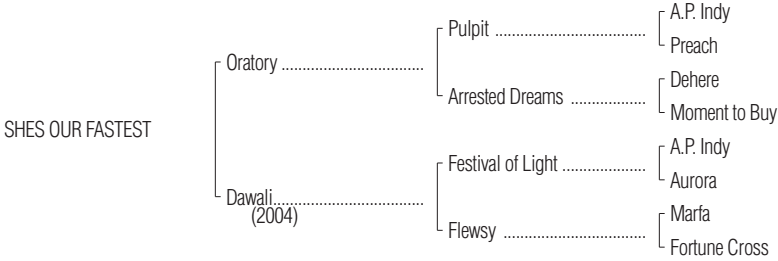 A.P. Indy
Pulpit ......................................
Preach
Oratory ...................................
Dehere
Arrested Dreams ...................
Moment to Buy
SHES OUR FASTEST
A.P. Indy
Festival of Light .....................
Aurora
Dawali.....................................
(2004)
Marfa
Flewsy ....................................
Fortune Cross